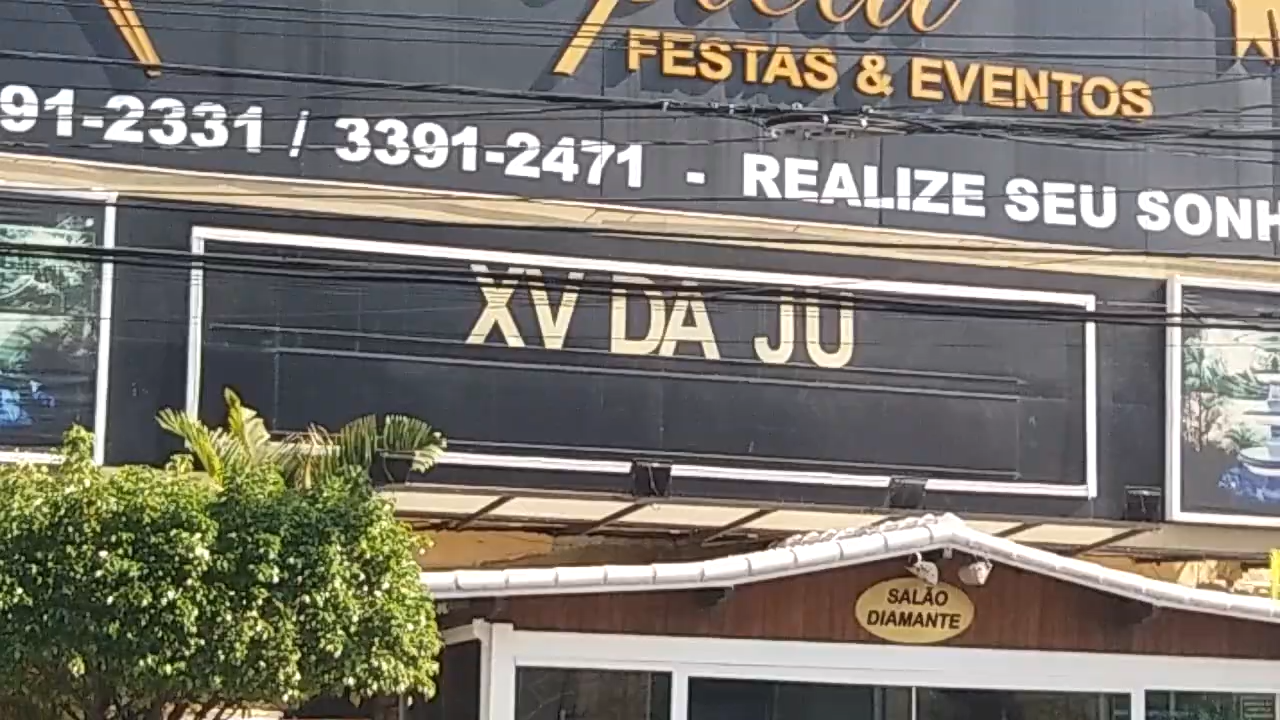 FESTAS & EVENTOS
91-2331 / 3391-2471 - REALIZE SEU SONH
XV DA JU
SALÃO
DIAMANTE